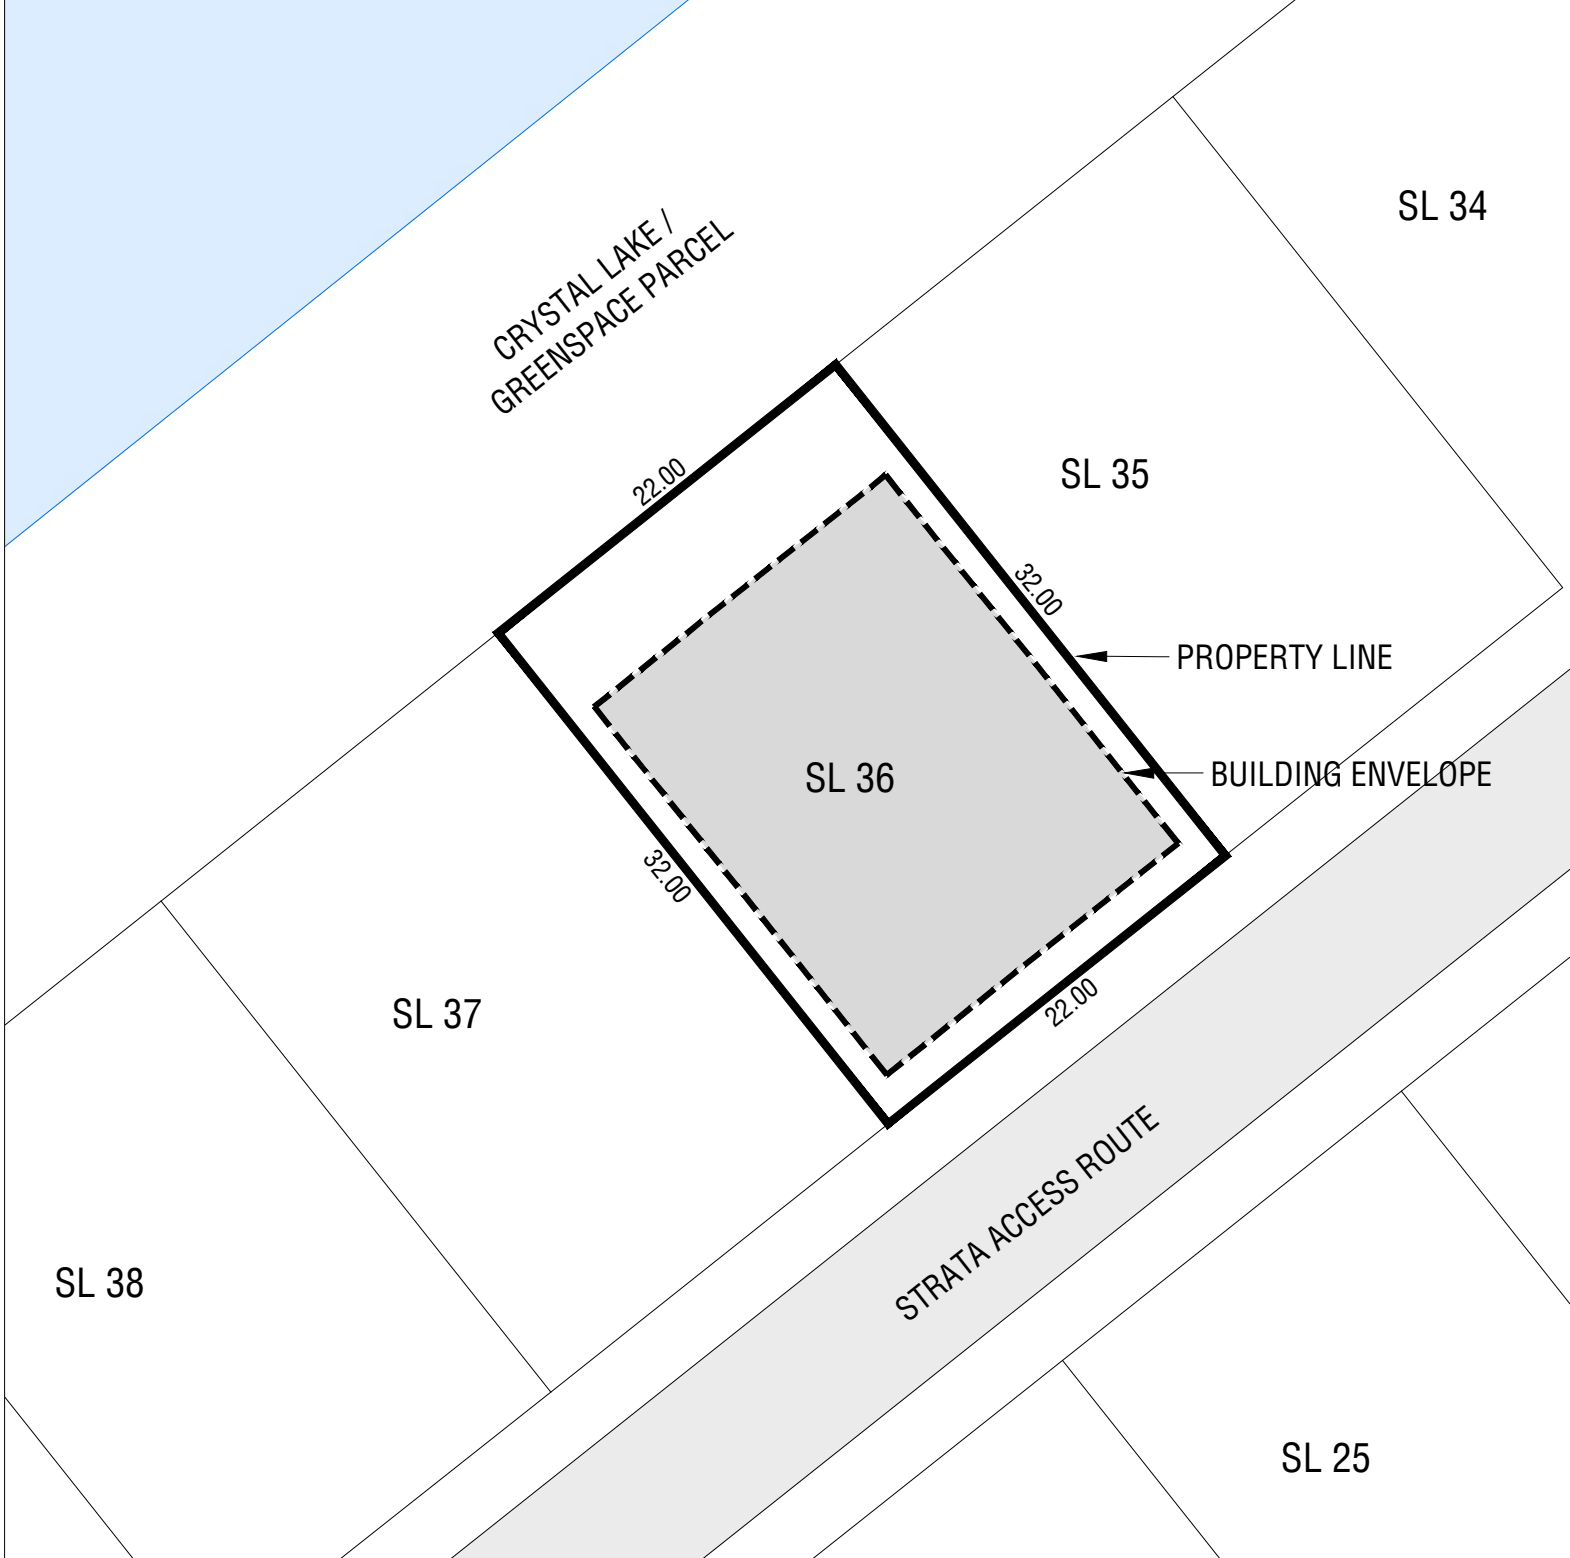 SL 34
CRYSTAL LAKE /
GREENSPACE PARCEL
22.00
SL 35
32.00
PROPERTY LINE
SL 36
BUILDING ENVELOPE
32.00
22.00
SL 37
STRATA ACCESS ROUTE
SL 38
SL 25